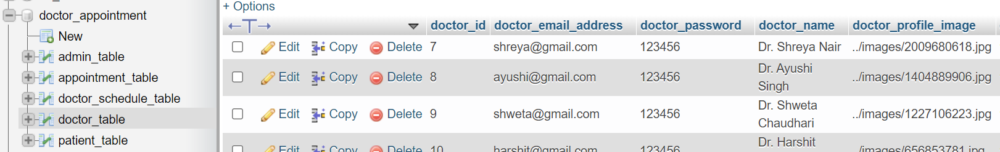 doctor_appointment
New
admin_table
appointment_table
doctor_schedule_table
doctor_table
patient_table
+ Options
doctor_id doctor_email_address doctor_password doctor_name doctor_profile_image
Edit Copy Delete 7 shreya@gmail.com 123456 Dr. Shreya Nair ../images/2009680618.jpg
Edit Copy Delete 8 ayushi@gmail.com 123456 Dr. Ayushi
Singh ../images/1404889906.jpg
Edit Copy Delete 9 shweta@gmail.com 123456 Dr. Shweta
Chaudhari ../images/1227106223.jpg
Edit Copy Delete 10 harshit@gmail.com 123456 Dr. Harshit ../images/656853781.jpg